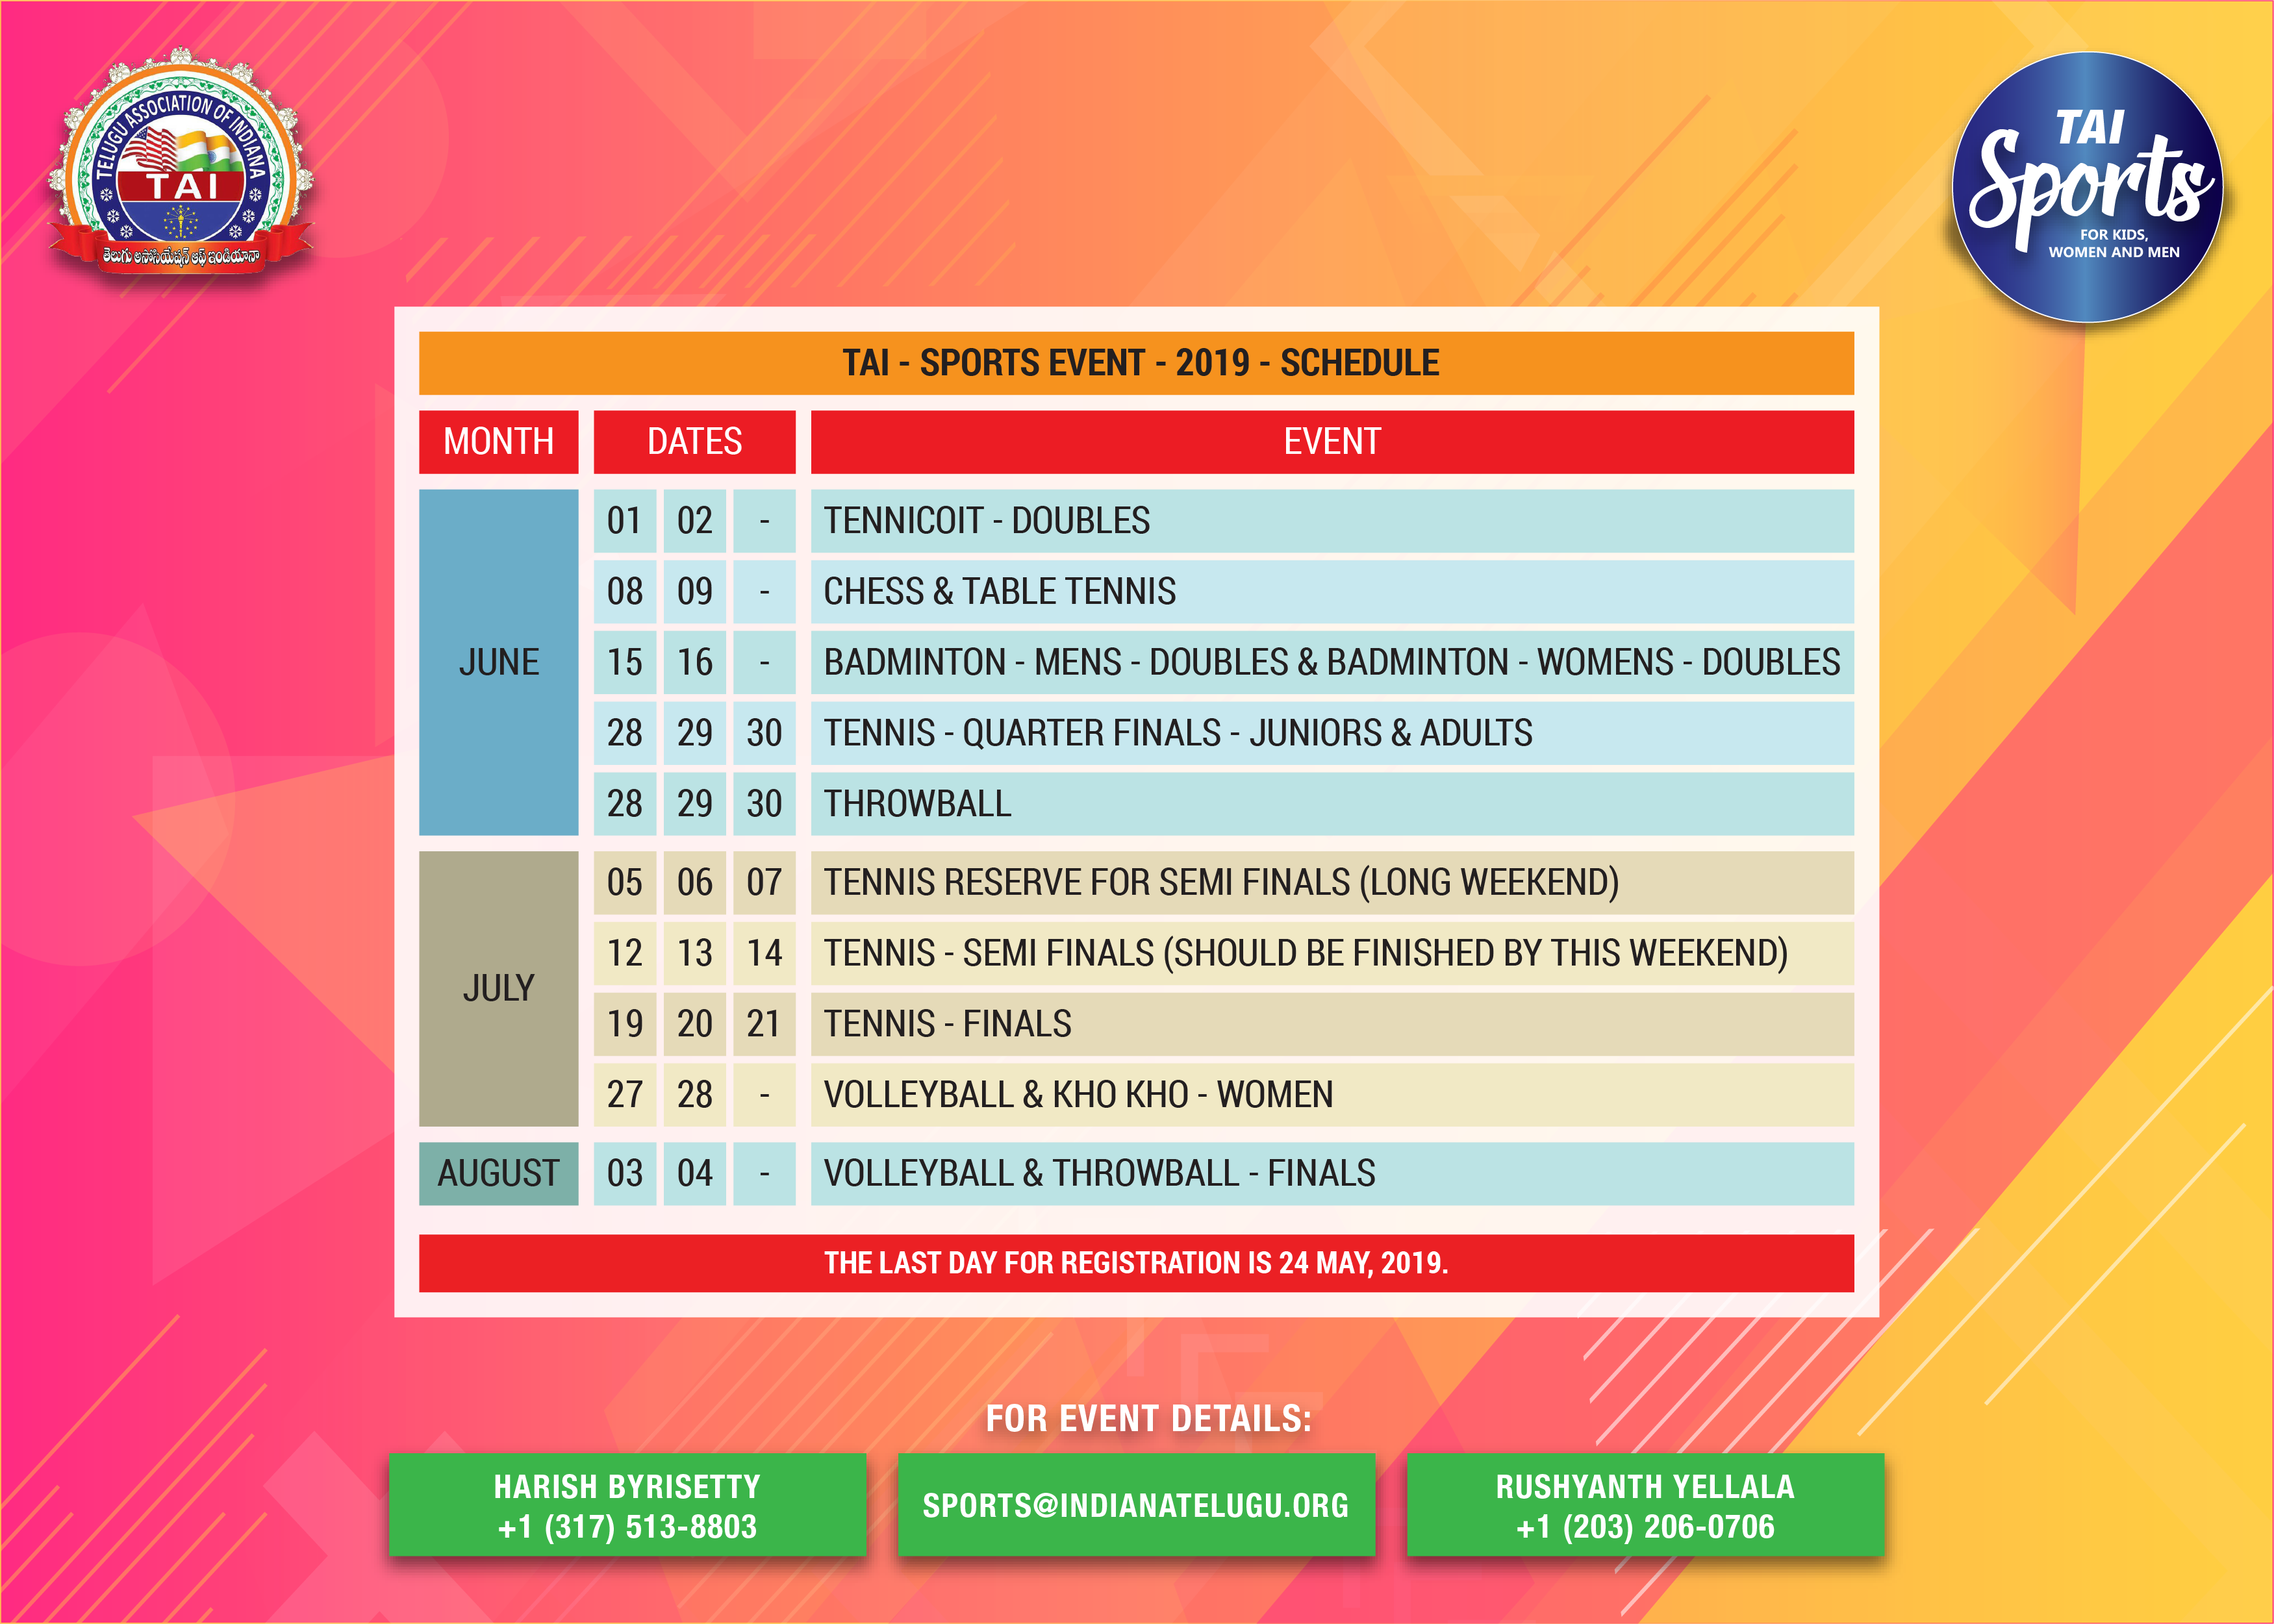 TELUGU ASSOCIATION OF INDIANA
TAI
తెలుగు అసోసియేషన్ ఆఫ్ ఇండియానా
TAI
Sports
FOR KIDS,
WOMEN AND MEN
TAI - SPORTS EVENT - 2019 - SCHEDULE
MONTH DATES EVENT
JUNE
01 02 - TENNICOIT - DOUBLES
08 09 - CHESS & TABLE TENNIS
15 16 - BADMINTON - MENS - DOUBLES & BADMINTON - WOMENS - DOUBLES
28 29 30 TENNIS - QUARTER FINALS - JUNIORS & ADULTS
28 29 30 THROWBALL
JULY
05 06 07 TENNIS RESERVE FOR SEMI FINALS (LONG WEEKEND)
12 13 14 TENNIS - SEMI FINALS (SHOULD BE FINISHED BY THIS WEEKEND)
19 20 21 TENNIS - FINALS
27 28 - VOLLEYBALL & KHO KHO - WOMEN
AUGUST 03 04 - VOLLEYBALL & THROWBALL - FINALS
THE LAST DAY FOR REGISTRATION IS 24 MAY, 2019.
FOR EVENT DETAILS:
HARISH BYRISETTY
+1 (317) 513-8803
SPORTS@INDIANATELUGU.ORG
RUSHYANTH YELLALA
+1 (203) 206-0706